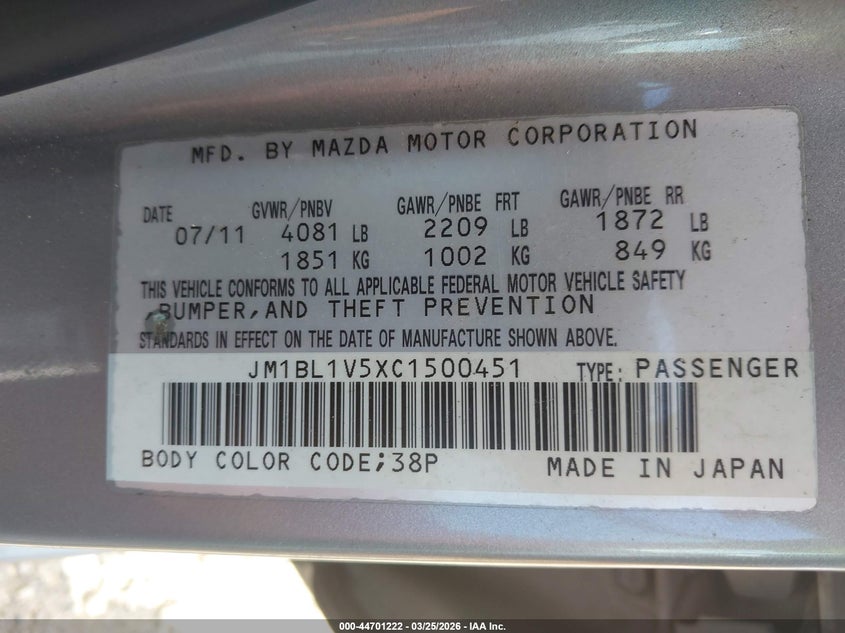 MFD. BY MAZDA MOTOR CORPORATION
DATE GVWR/PNBV GAWR/PNBE FRT GAWR/PNBE RR
07/11 4081 LB 2209 LB 1872 LB
1851 KG 1002 KG 849 KG
THIS VEHICLE CONFORMS TO ALL APPLICABLE FEDERAL MOTOR VEHICLE SAFETY
,BUMPER,AND THEFT PREVENTION
STANDARDS IN EFFECT ON THE DATE OF MANUFACTURE SHOWN ABOVE.
JM1BL1V5XC1500451 TYPE: PASSENGER
BODY COLOR CODE;38P MADE IN JAPAN
000-44701222 - 03/25/2026 - IAA Inc.